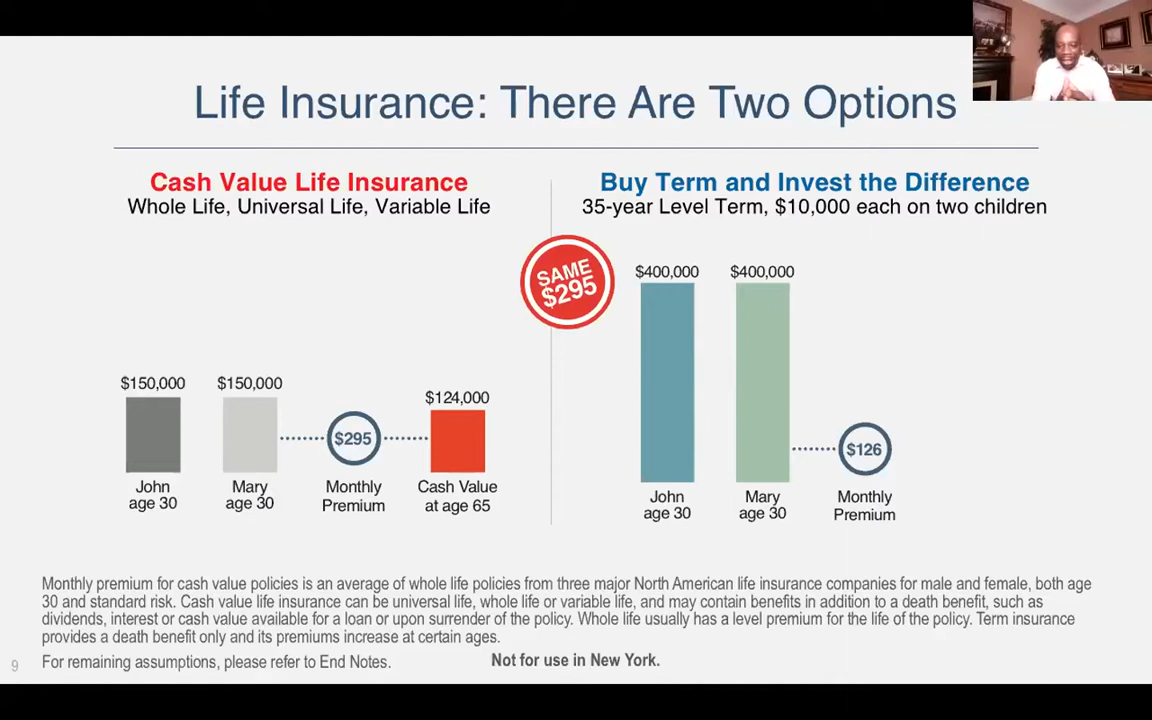 Life Insurance: There Are Two Options
Cash Value Life Insurance
Whole Life, Universal Life, Variable Life
$150,000
$150,000
$124,000
$295
John
age 30
Mary
age 30
Monthly
Premium
Cash Value
at age 65
SAME
$295
Buy Term and Invest the Difference
35-year Level Term, $10,000 each on two children
$400,000
$400,000
$126
John
age 30
Mary
age 30
Monthly
Premium
Monthly premium for cash value policies is an average of whole life policies from three major North American life insurance companies for male and female, both age
30 and standard risk. Cash value life insurance can be universal life, whole life or variable life, and may contain benefits in addition to a death benefit, such as
dividends, interest or cash value available for a loan or upon surrender of the policy. Whole life usually has a level premium for the life of the policy. Term insurance
provides a death benefit only and its premiums increase at certain ages.
9
For remaining assumptions, please refer to End Notes.
Not for use in New York.